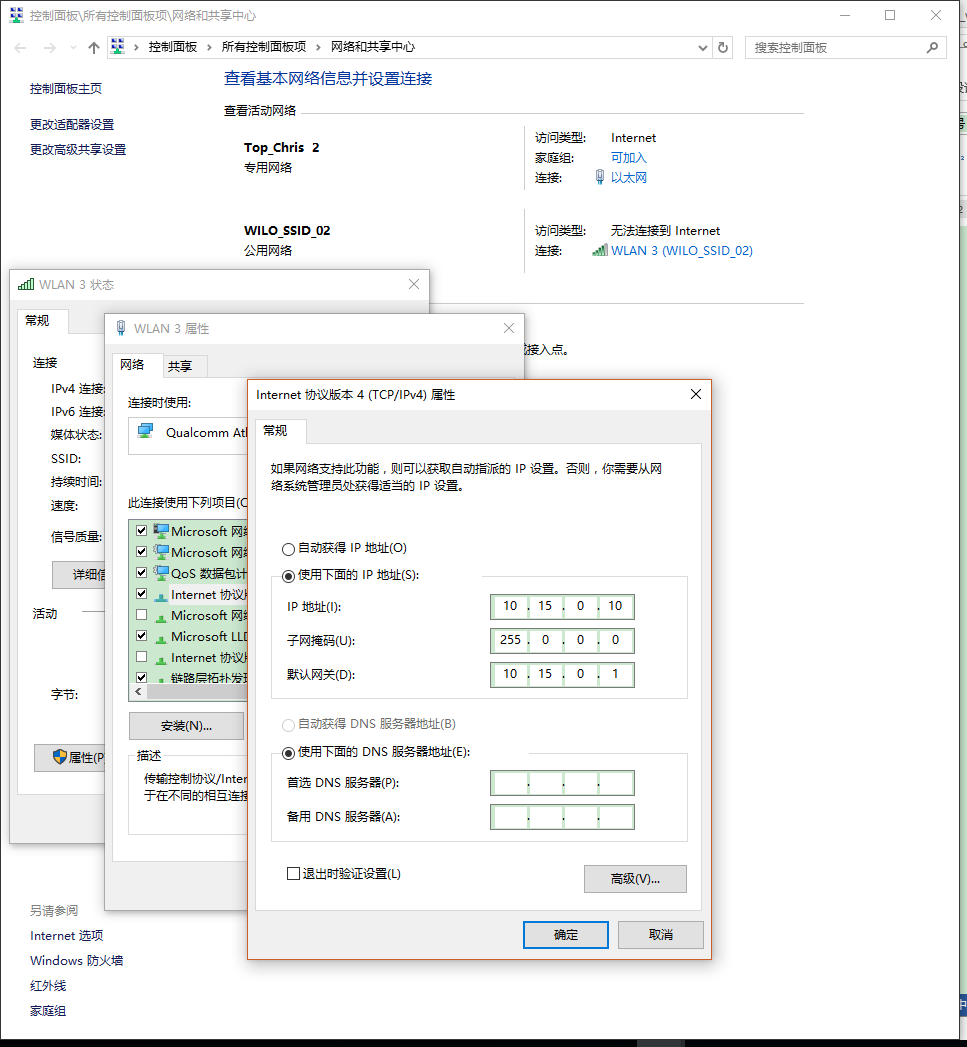 控制面板\所有控制面板项\网络和共享中心
控制面板 › 所有控制面板项 › 网络和共享中心
搜索控制面板
控制面板主页
更改适配器设置
更改高级共享设置
查看基本网络信息并设置连接
查看活动网络
Top_Chris 2
专用网络
访问类型: Internet
家庭组: 可加入
连接: 以太网
WILO_SSID_02
公用网络
访问类型: 无法连接到 Internet
连接: WLAN 3 (WILO_SSID_02)
接入点。
WLAN 3 状态
常规
连接
IPv4 连接:
IPv6 连接:
媒体状态:
SSID:
持续时间:
速度:
信号质量:
详细信
活动
字节:
属性(P
WLAN 3 属性
网络
共享
连接时使用:
Qualcomm Ath
此连接使用下列项目(O
Microsoft 网络
Microsoft 网络
QoS 数据包计
Internet 协议版
Microsoft 网络
Microsoft LLD
Internet 协议版
链路层拓扑发现
安装(N)...
描述
传输控制协议/Inter
于在不同的相互连接
Internet 协议版本 4 (TCP/IPv4) 属性
常规
如果网络支持此功能，则可以获取自动指派的 IP 设置。否则，你需要从网
络系统管理员处获得适当的 IP 设置。
自动获得 IP 地址(O)
使用下面的 IP 地址(S):
IP 地址(I): 10 . 15 . 0 . 10
子网掩码(U): 255 . 0 . 0 . 0
默认网关(D): 10 . 15 . 0 . 1
自动获得 DNS 服务器地址(B)
使用下面的 DNS 服务器地址(E):
首选 DNS 服务器(P): . . .
备用 DNS 服务器(A): . . .
退出时验证设置(L)
高级(V)...
确定
取消
另请参阅
Internet 选项
Windows 防火墙
红外线
家庭组